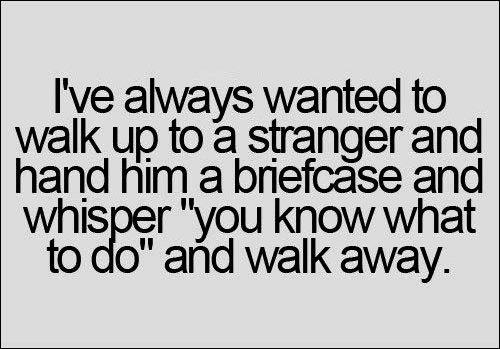 I've always wanted to
walk up to a stranger and
hand him a briefcase and
whisper "you know what
to do" and walk away.